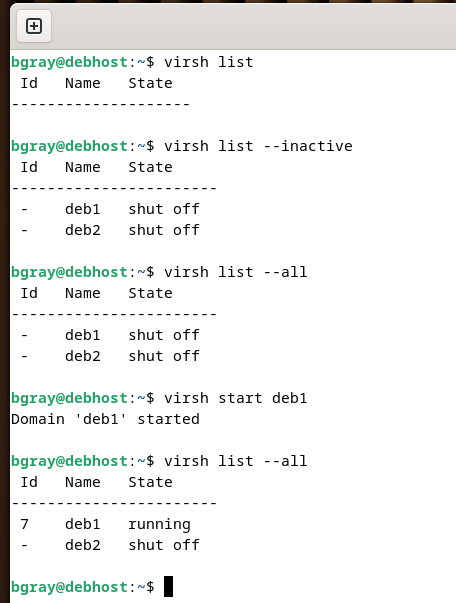 bgray@debhost:~$ virsh list
 Id   Name   State
--------------------
bgray@debhost:~$ virsh list --inactive
 Id   Name   State
-----------------------
 -    deb1   shut off
 -    deb2   shut off
bgray@debhost:~$ virsh list --all
 Id   Name   State
-----------------------
 -    deb1   shut off
 -    deb2   shut off
bgray@debhost:~$ virsh start deb1
Domain 'deb1' started
bgray@debhost:~$ virsh list --all
 Id   Name   State
-----------------------
 7    deb1   running
 -    deb2   shut off
bgray@debhost:~$